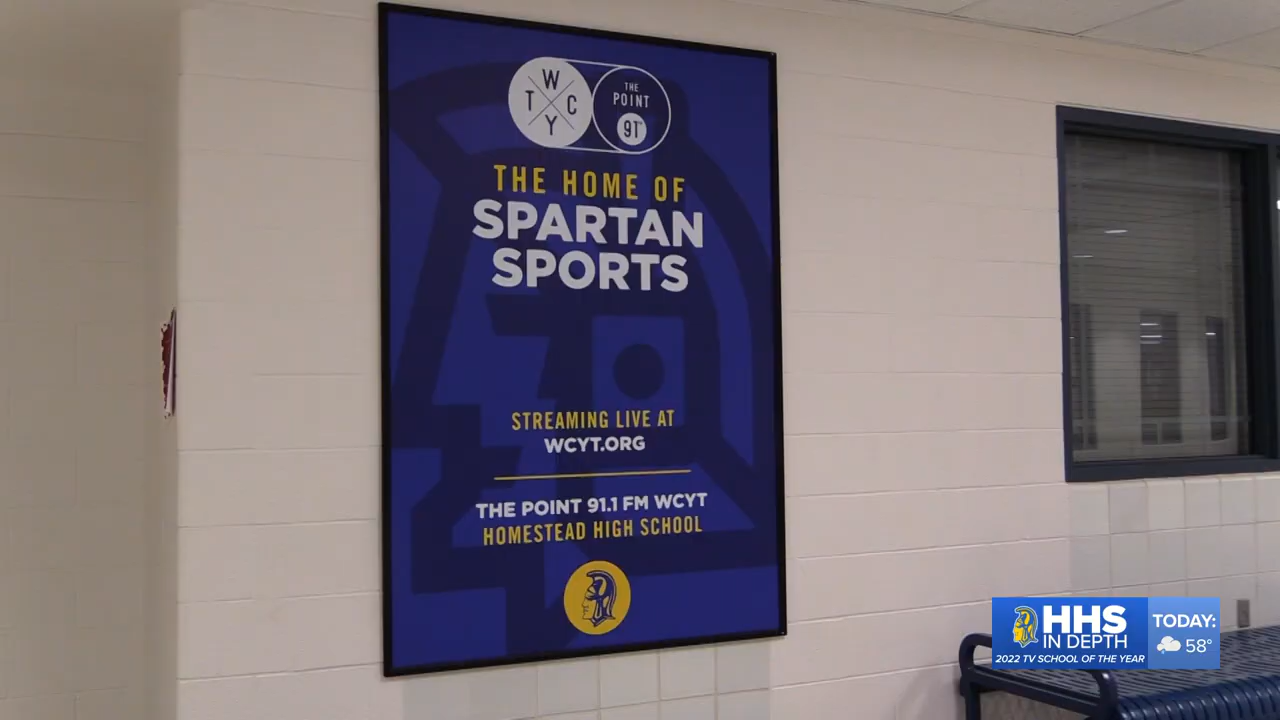 W
T C
Y
THE
POINT
91
THE HOME OF
SPARTAN
SPORTS
STREAMING LIVE AT
WCYT.ORG
THE POINT 91.1 FM WCYT
HOMESTEAD HIGH SCHOOL
HHS
IN DEPTH
2022 TV SCHOOL OF THE YEAR
TODAY:
58°